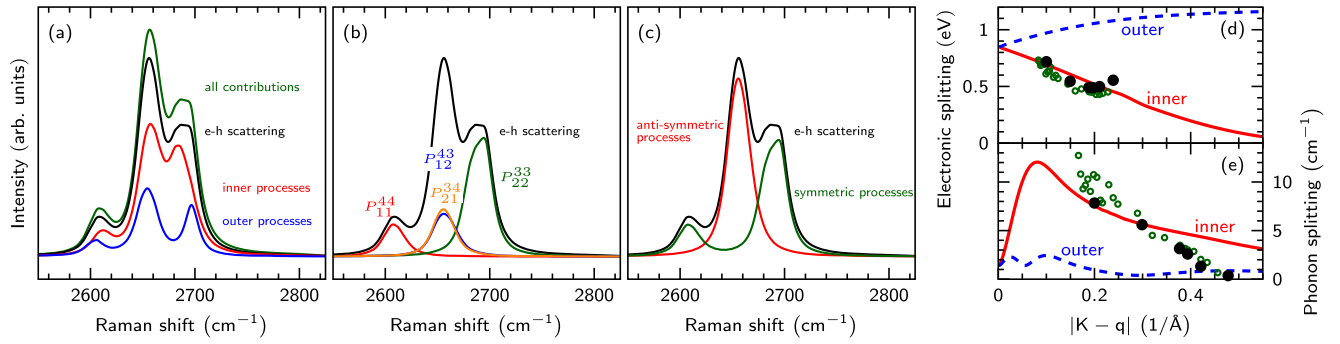 (a)
all contributions
e-h scattering
inner processes
outer processes
Intensity (arb. units)
2600 2700 2800
Raman shift (cm⁻¹)
(b)
e-h scattering
P₁₂⁴³
P₂₁³⁴
P₁₁⁴⁴
P₂₂³³
2600 2700 2800
Raman shift (cm⁻¹)
(c)
anti-symmetric
processes
e-h scattering
symmetric processes
2600 2700 2800
Raman shift (cm⁻¹)
(d)
outer
inner
1
0.5
0
Electronic splitting (eV)
(e)
inner
outer
10
5
0
Phonon splitting (cm⁻¹)
0 0.2 0.4
|K − q| (1/Å)